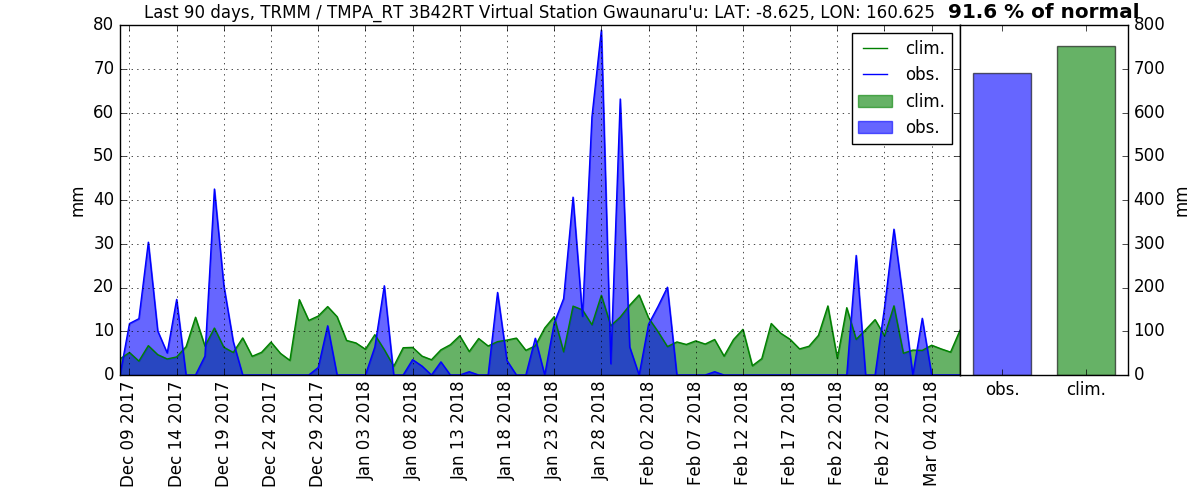 Last 90 days, TRMM / TMPA_RT 3B42RT Virtual Station Gwaunaru'u: LAT: -8.625, LON: 160.625 91.6 % of normal
80
70
60
50
40
30
20
10
0
mm
clim.
obs.
clim.
obs.
800
700
600
500
400
300
200
100
0
mm
obs. clim.
Dec 09 2017
Dec 14 2017
Dec 19 2017
Dec 24 2017
Dec 29 2017
Jan 03 2018
Jan 08 2018
Jan 13 2018
Jan 18 2018
Jan 23 2018
Jan 28 2018
Feb 02 2018
Feb 07 2018
Feb 12 2018
Feb 17 2018
Feb 22 2018
Feb 27 2018
Mar 04 2018